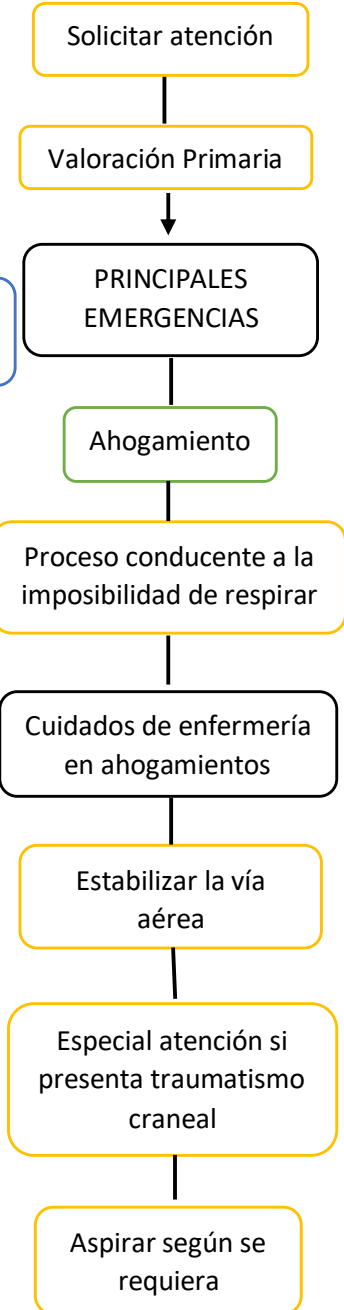 Solicitar atención
Valoración Primaria
PRINCIPALES
EMERGENCIAS
Ahogamiento
Proceso conducente a la
imposibilidad de respirar
Cuidados de enfermería
en ahogamientos
Estabilizar la vía
aérea
Especial atención si
presenta traumatismo
craneal
Aspirar según se
requiera